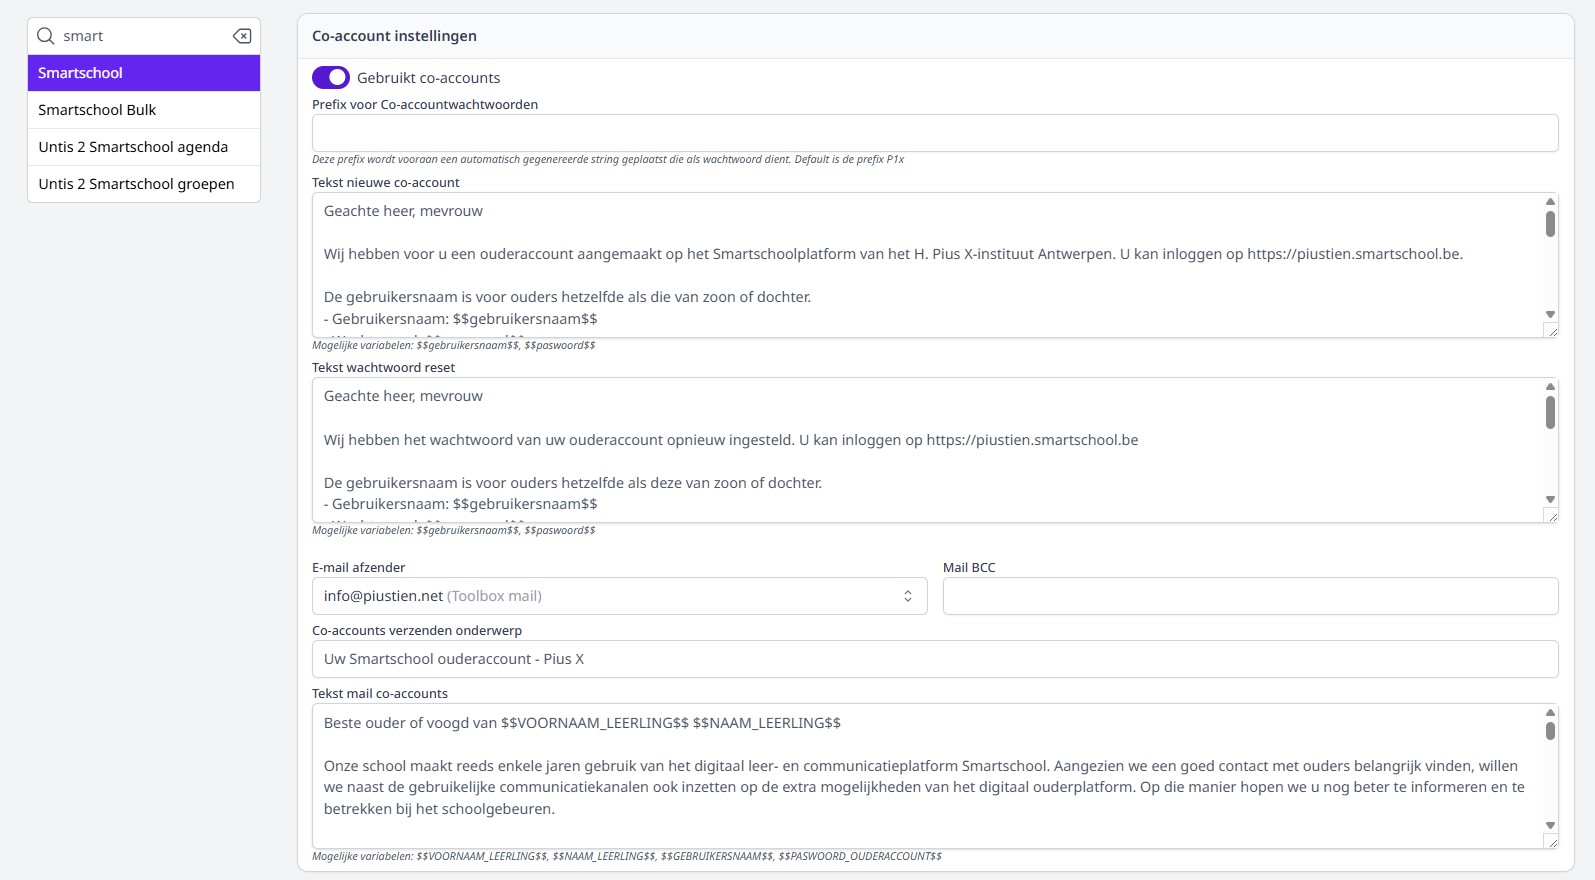 smart
Smartschool
Smartschool Bulk
Untis 2 Smartschool agenda
Untis 2 Smartschool groepen
Co-account instellingen
Gebruikt co-accounts
Prefix voor Co-accountwachtwoorden
Deze prefix wordt vooraan een automatisch gegenereerde string geplaatst die als wachtwoord dient. Default is de prefix P1x
Tekst nieuwe co-account
Geachte heer, mevrouw
Wij hebben voor u een ouderaccount aangemaakt op het Smartschoolplatform van het H. Pius X-instituut Antwerpen. U kan inloggen op https://piustien.smartschool.be.
De gebruikersnaam is voor ouders hetzelfde als die van zoon of dochter.
- Gebruikersnaam: $$gebruikersnaam$$
Mogelijke variabelen: $$gebruikersnaam$$, $$paswoord$$
Tekst wachtwoord reset
Geachte heer, mevrouw
Wij hebben het wachtwoord van uw ouderaccount opnieuw ingesteld. U kan inloggen op https://piustien.smartschool.be
De gebruikersnaam is voor ouders hetzelfde als deze van zoon of dochter.
- Gebruikersnaam: $$gebruikersnaam$$
Mogelijke variabelen: $$gebruikersnaam$$, $$paswoord$$
E-mail afzender
info@piustien.net (Toolbox mail)
Mail BCC
Co-accounts verzenden onderwerp
Uw Smartschool ouderaccount - Pius X
Tekst mail co-accounts
Beste ouder of voogd van $$VOORNAAM_LEERLING$$ $$NAAM_LEERLING$$
Onze school maakt reeds enkele jaren gebruik van het digitaal leer- en communicatieplatform Smartschool. Aangezien we een goed contact met ouders belangrijk vinden, willen
we naast de gebruikelijke communicatiekanalen ook inzetten op de extra mogelijkheden van het digitaal ouderplatform. Op die manier hopen we u nog beter te informeren en te
betrekken bij het schoolgebeuren.
Mogelijke variabelen: $$VOORNAAM_LEERLING$$, $$NAAM_LEERLING$$, $$GEBRUIKERSNAAM$$, $$PASWOORD_OUDERACCOUNT$$